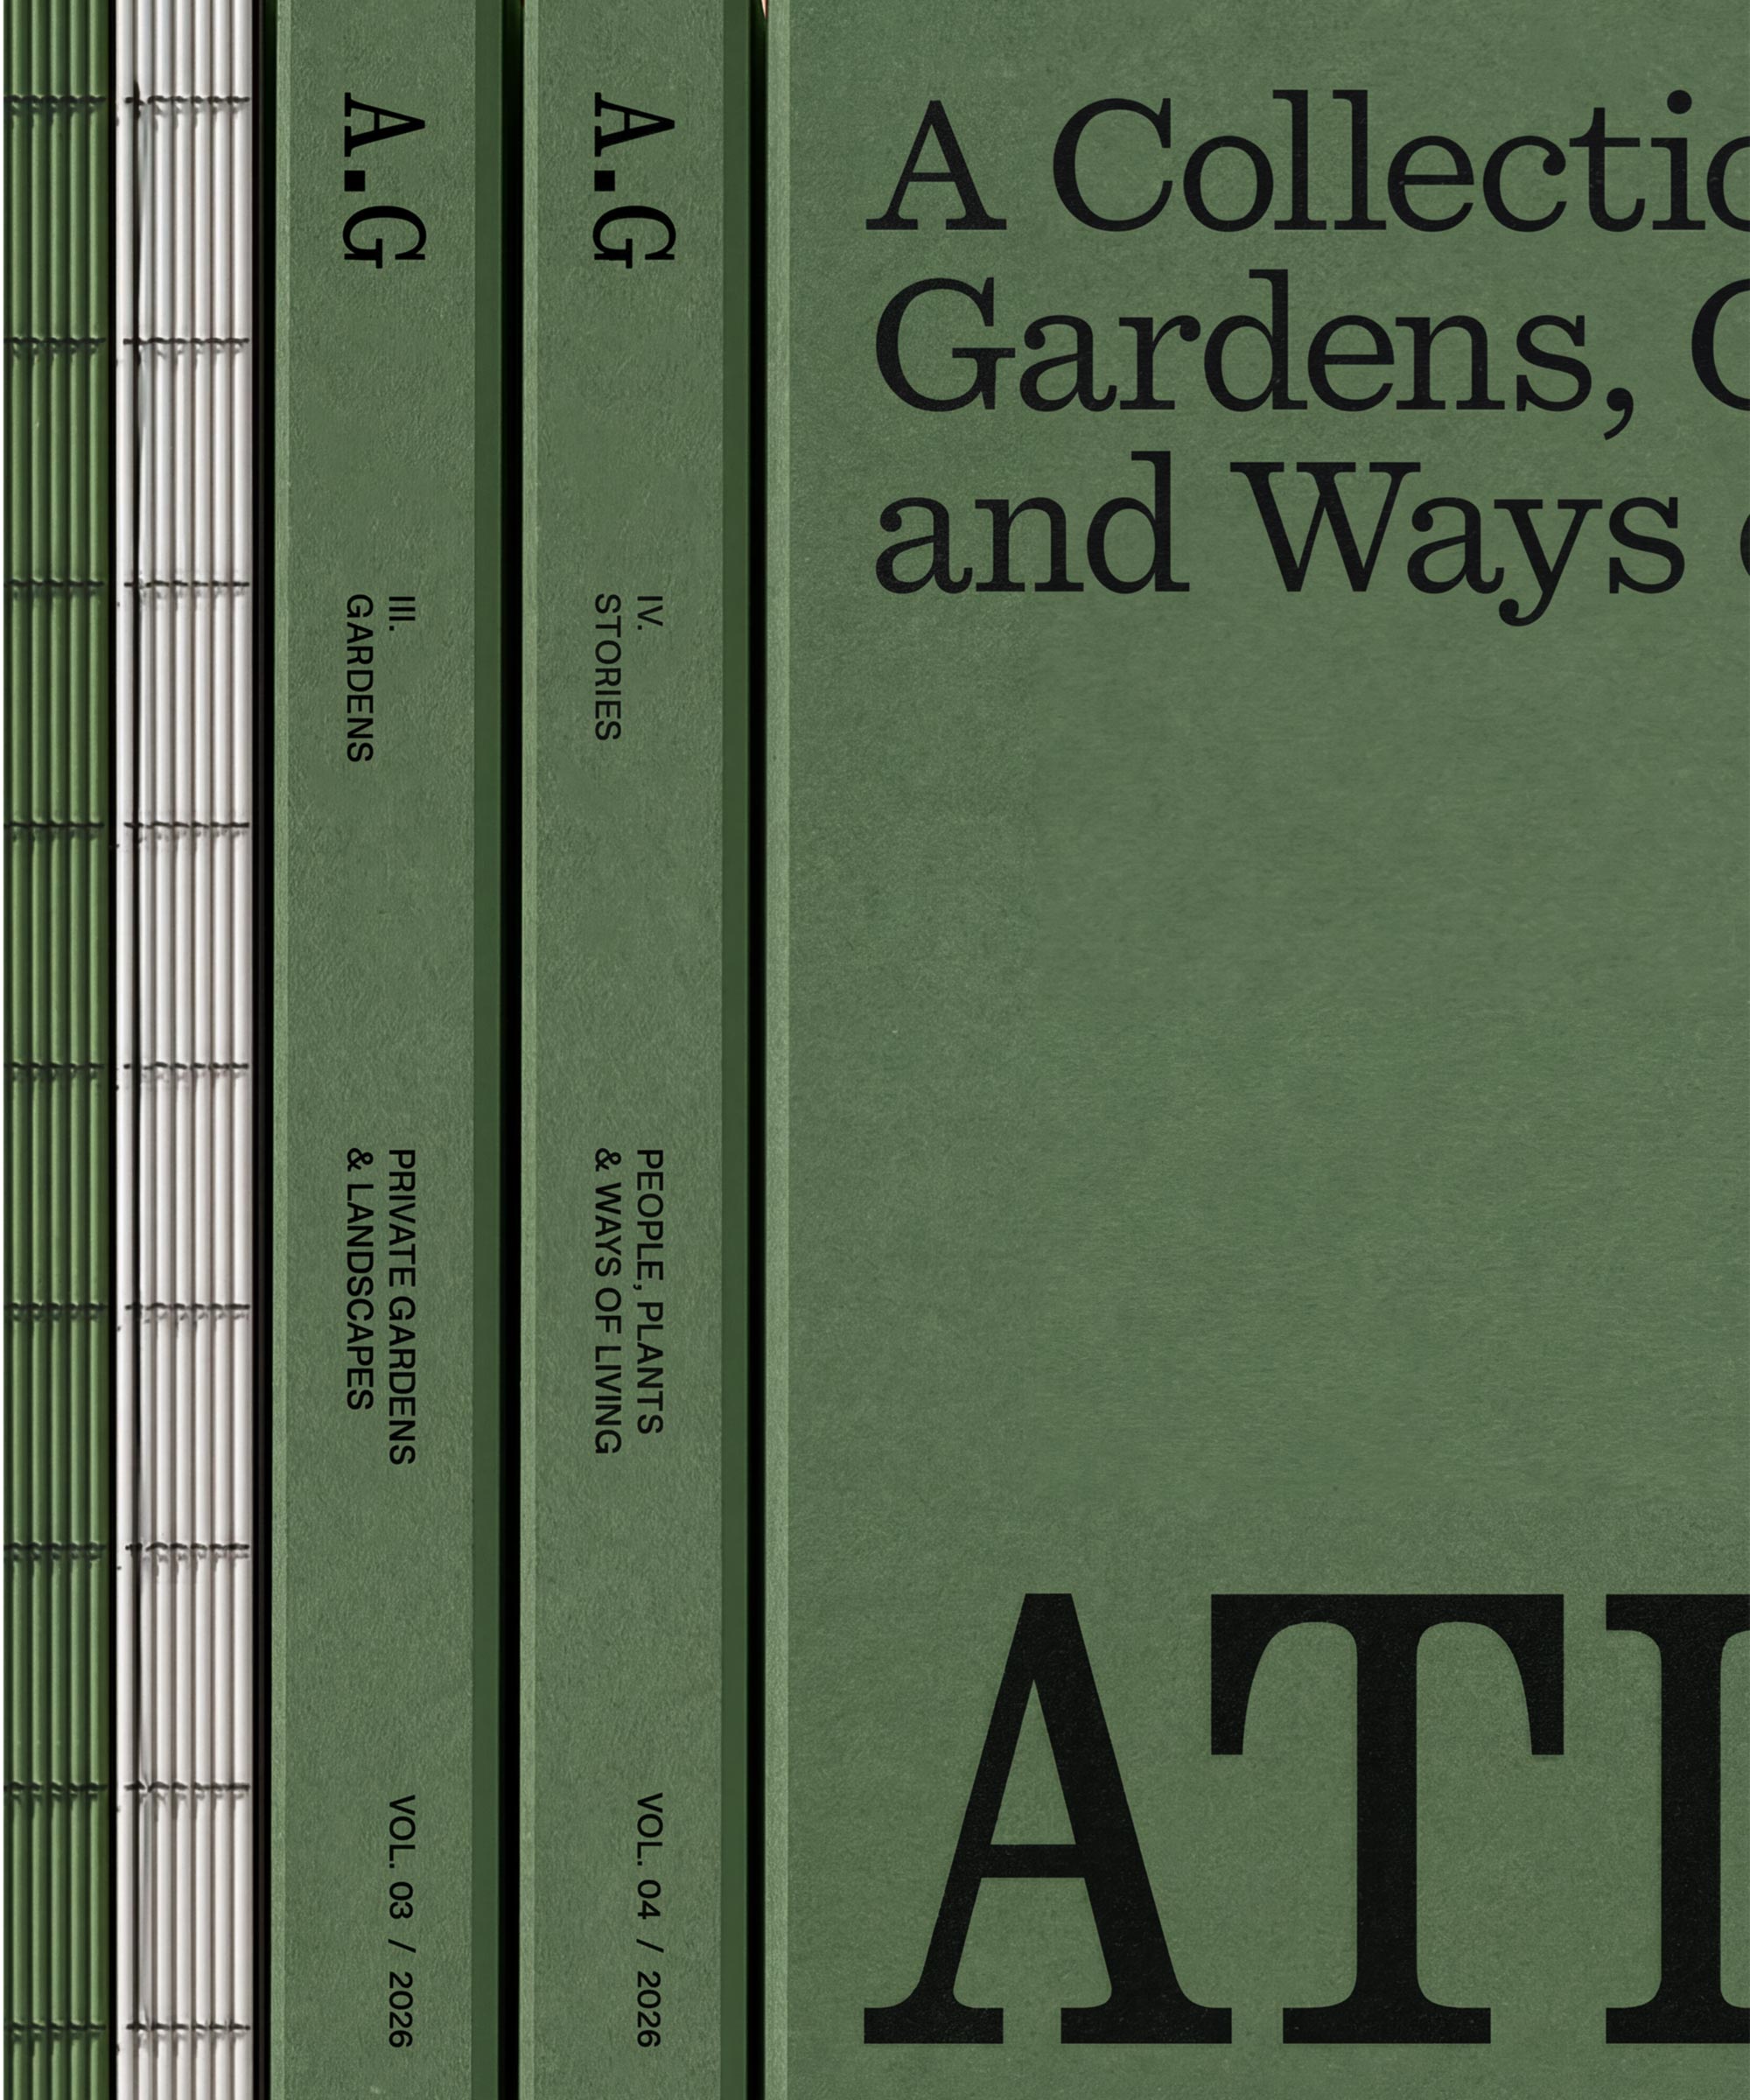 A.G
III.
GARDENS
PRIVATE GARDENS
& LANDSCAPES
VOL. 03 / 2026
A.G
IV.
STORIES
PEOPLE, PLANTS
& WAYS OF LIVING
VOL. 04 / 2026
A Collectio
Gardens,
and Ways
AT